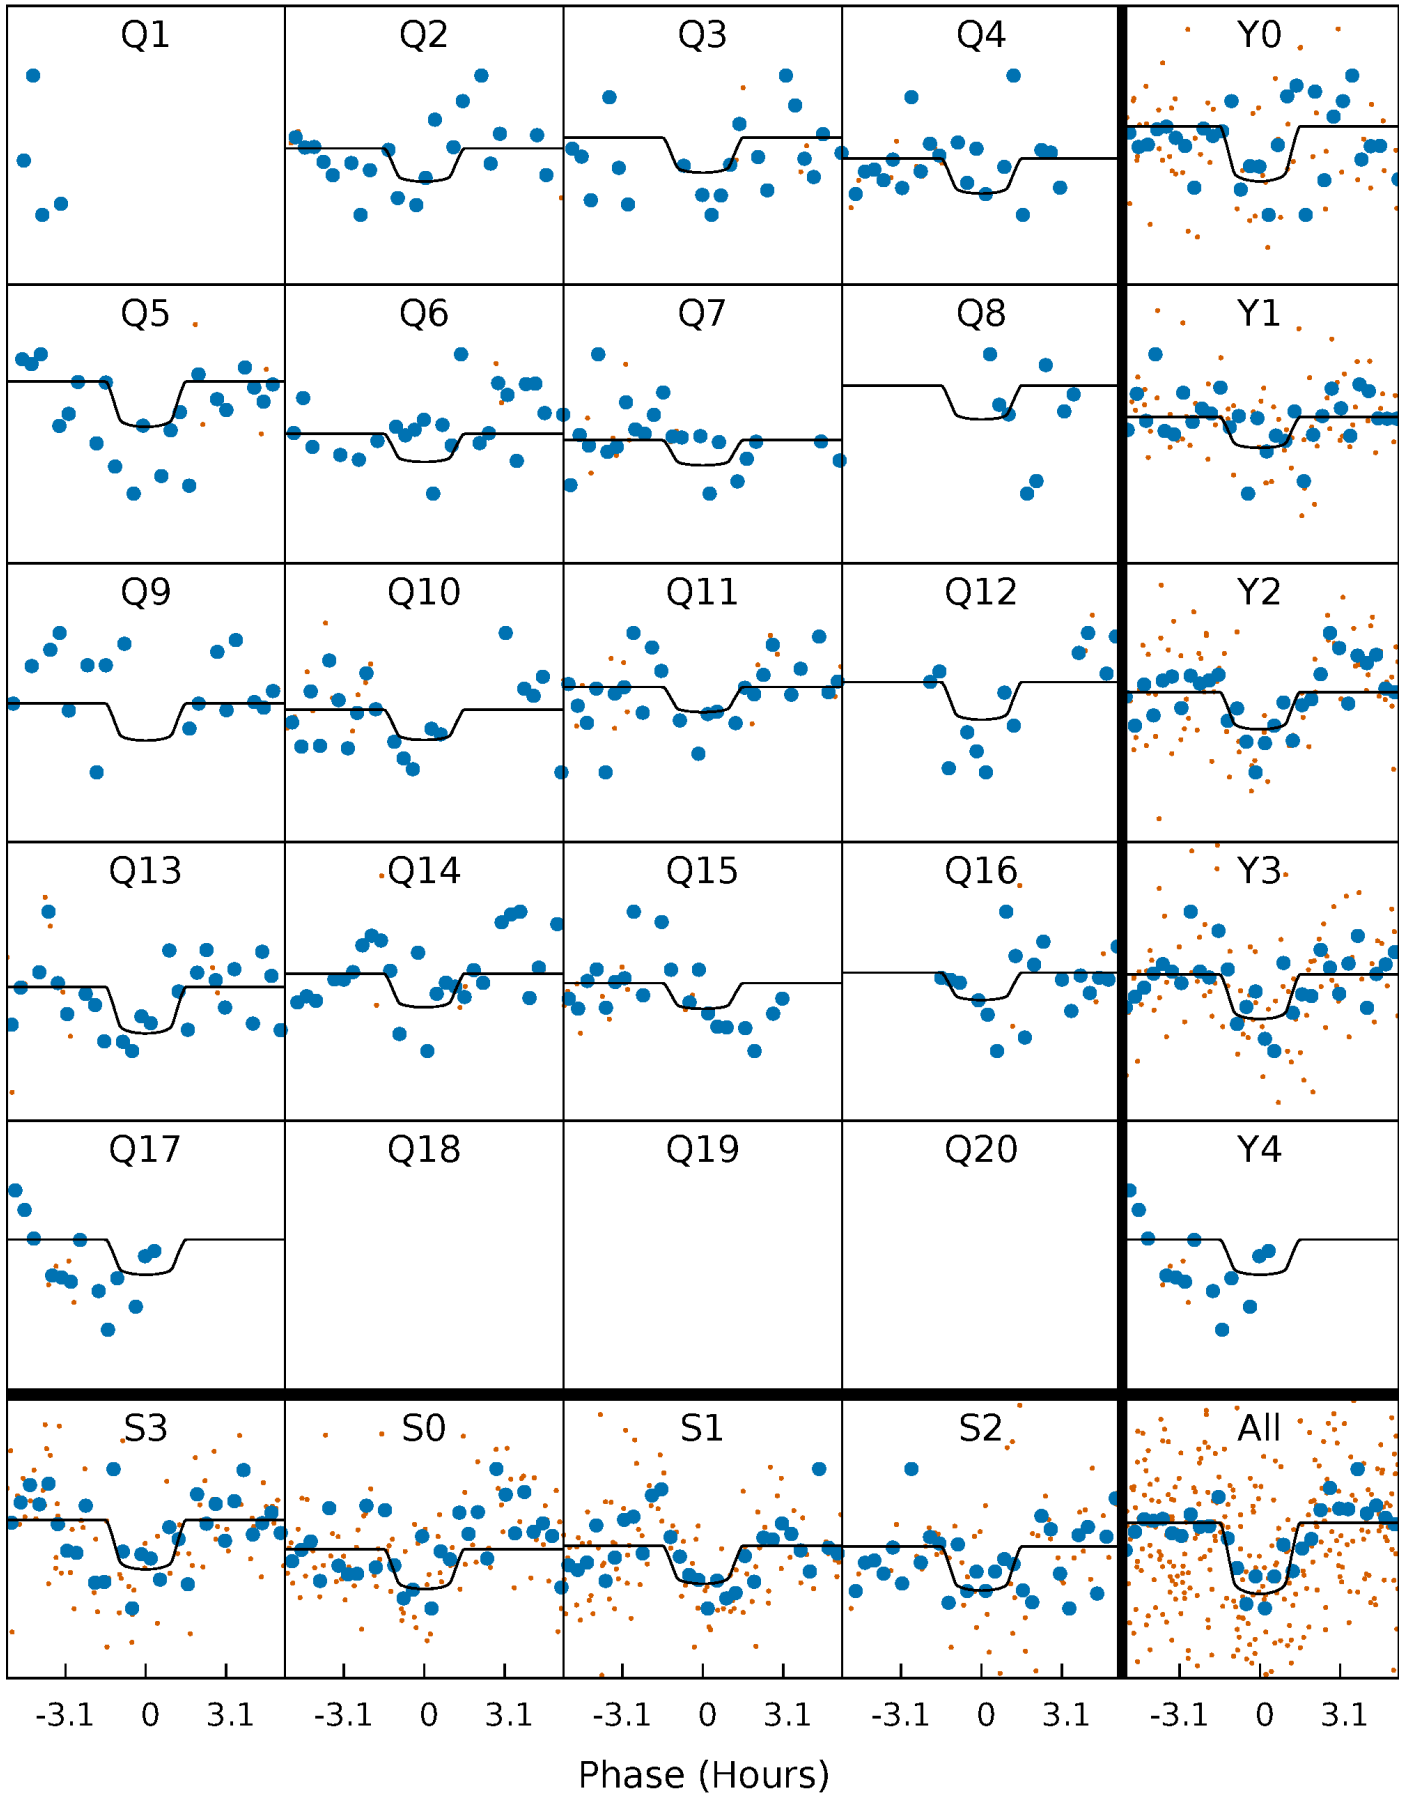 Q1 Q2 Q3 Q4 Y0
Q5 Q6 Q7 Q8 Y1
Q9 Q10 Q11 Q12 Y2
Q13 Q14 Q15 Q16 Y3
Q17 Q18 Q19 Q20 Y4
S3 S0 S1 S2 All
-3.1 0 3.1 -3.1 0 3.1 -3.1 0 3.1 -3.1 0 3.1 -3.1 0 3.1
Phase (Hours)